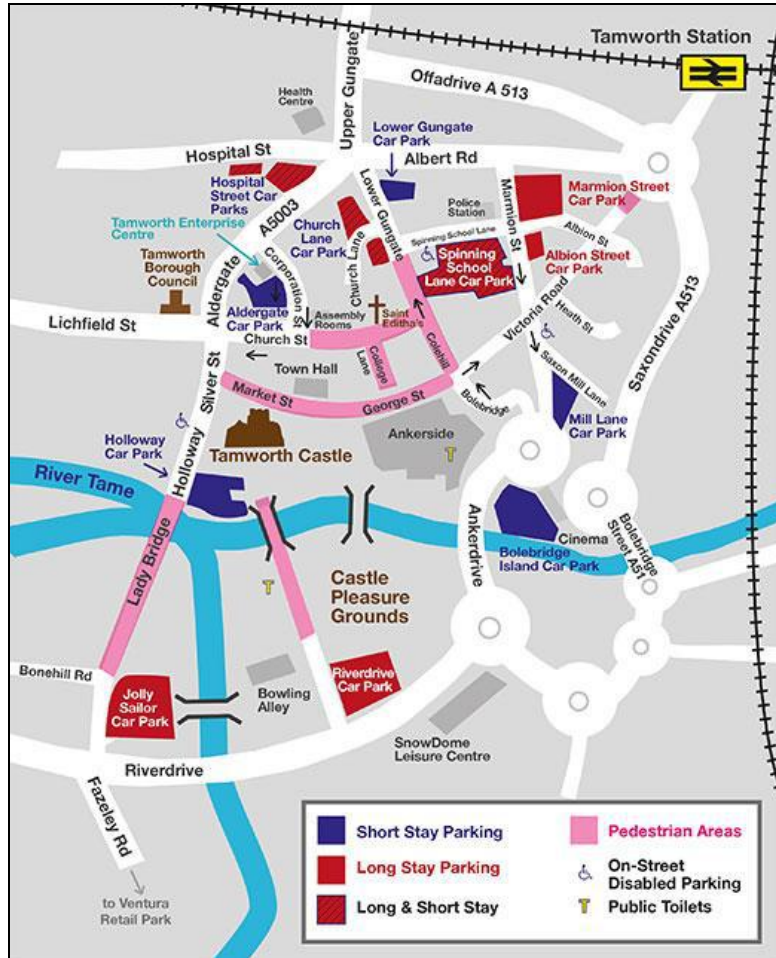 Tamworth Station
Offadrive A 513
Upper Gungate
Health
Centre
Lower Gungate
Car Park
Hospital St
Albert Rd
Hospital
Street Car
Parks
A5003
Lower Gungate
Police
Station
Marmion St
Marmion Street
Car Park
Tamworth Enterprise
Centre
Church
Lane
Car Park
Church Lane
Spinning School Lane
Albion St
Tamworth
Borough
Council
Aldergate
Corporation St
Spinning
School
Lane Car Park
Albion Street
Car Park
Aldergate
Car Park
Assembly
Rooms
Saint
Editha's
Victoria Road
Heath St
Saxondrive A513
Lichfield St
Church St
College
Lane
Colehill
Town Hall
Saxon Mill Lane
Silver St
Market St
George St
Bolebridge
Mill Lane
Car Park
Holloway
Car Park
Holloway
Tamworth Castle
Ankerside
T
River Tame
Lady Bridge
Ankerdrive
Cinema
Bolebridge
Street A51
Bolebridge
Island Car Park
T
Castle
Pleasure
Grounds
Bonehill Rd
Jolly
Sailor
Car Park
Bowling
Alley
Riverdrive
Car Park
SnowDome
Leisure Centre
Riverdrive
Fazeley Rd
to Ventura
Retail Park
Short Stay Parking
Long Stay Parking
Long & Short Stay
Pedestrian Areas
On-Street
Disabled Parking
T Public Toilets